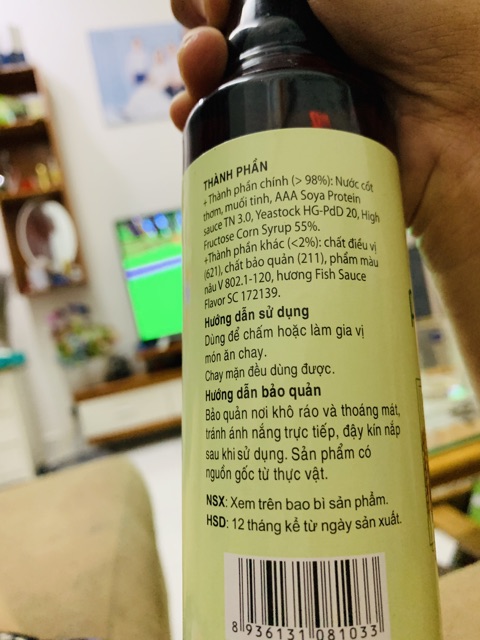 THÀNH PHẦN
+ Thành phần chính (> 98%): Nước cốt
thơm, muối tinh, AAA Soya Protein
sauce TN 3.0, Yeastock HG-PdD 20, High
Fructose Corn Syrup 55%.
+Thành phần khác (<2%): chất điều vị
(621), chất bảo quản (211), phẩm màu
nâu V 802.1-120, hương Fish Sauce
Flavor SC 172139.
Hướng dẫn sử dụng
Dùng để chấm hoặc làm gia vị
món ăn chay.
Chay mặn đều dùng được.
Hướng dẫn bảo quản
Bảo quản nơi khô ráo và thoáng mát,
tránh ánh nắng trực tiếp, đậy kín nắp
sau khi sử dụng. Sản phẩm có
nguồn gốc từ thực vật.
NSX: Xem trên bao bì sản phẩm.
HSD: 12 tháng kể từ ngày sản xuất.
8 936131 081033